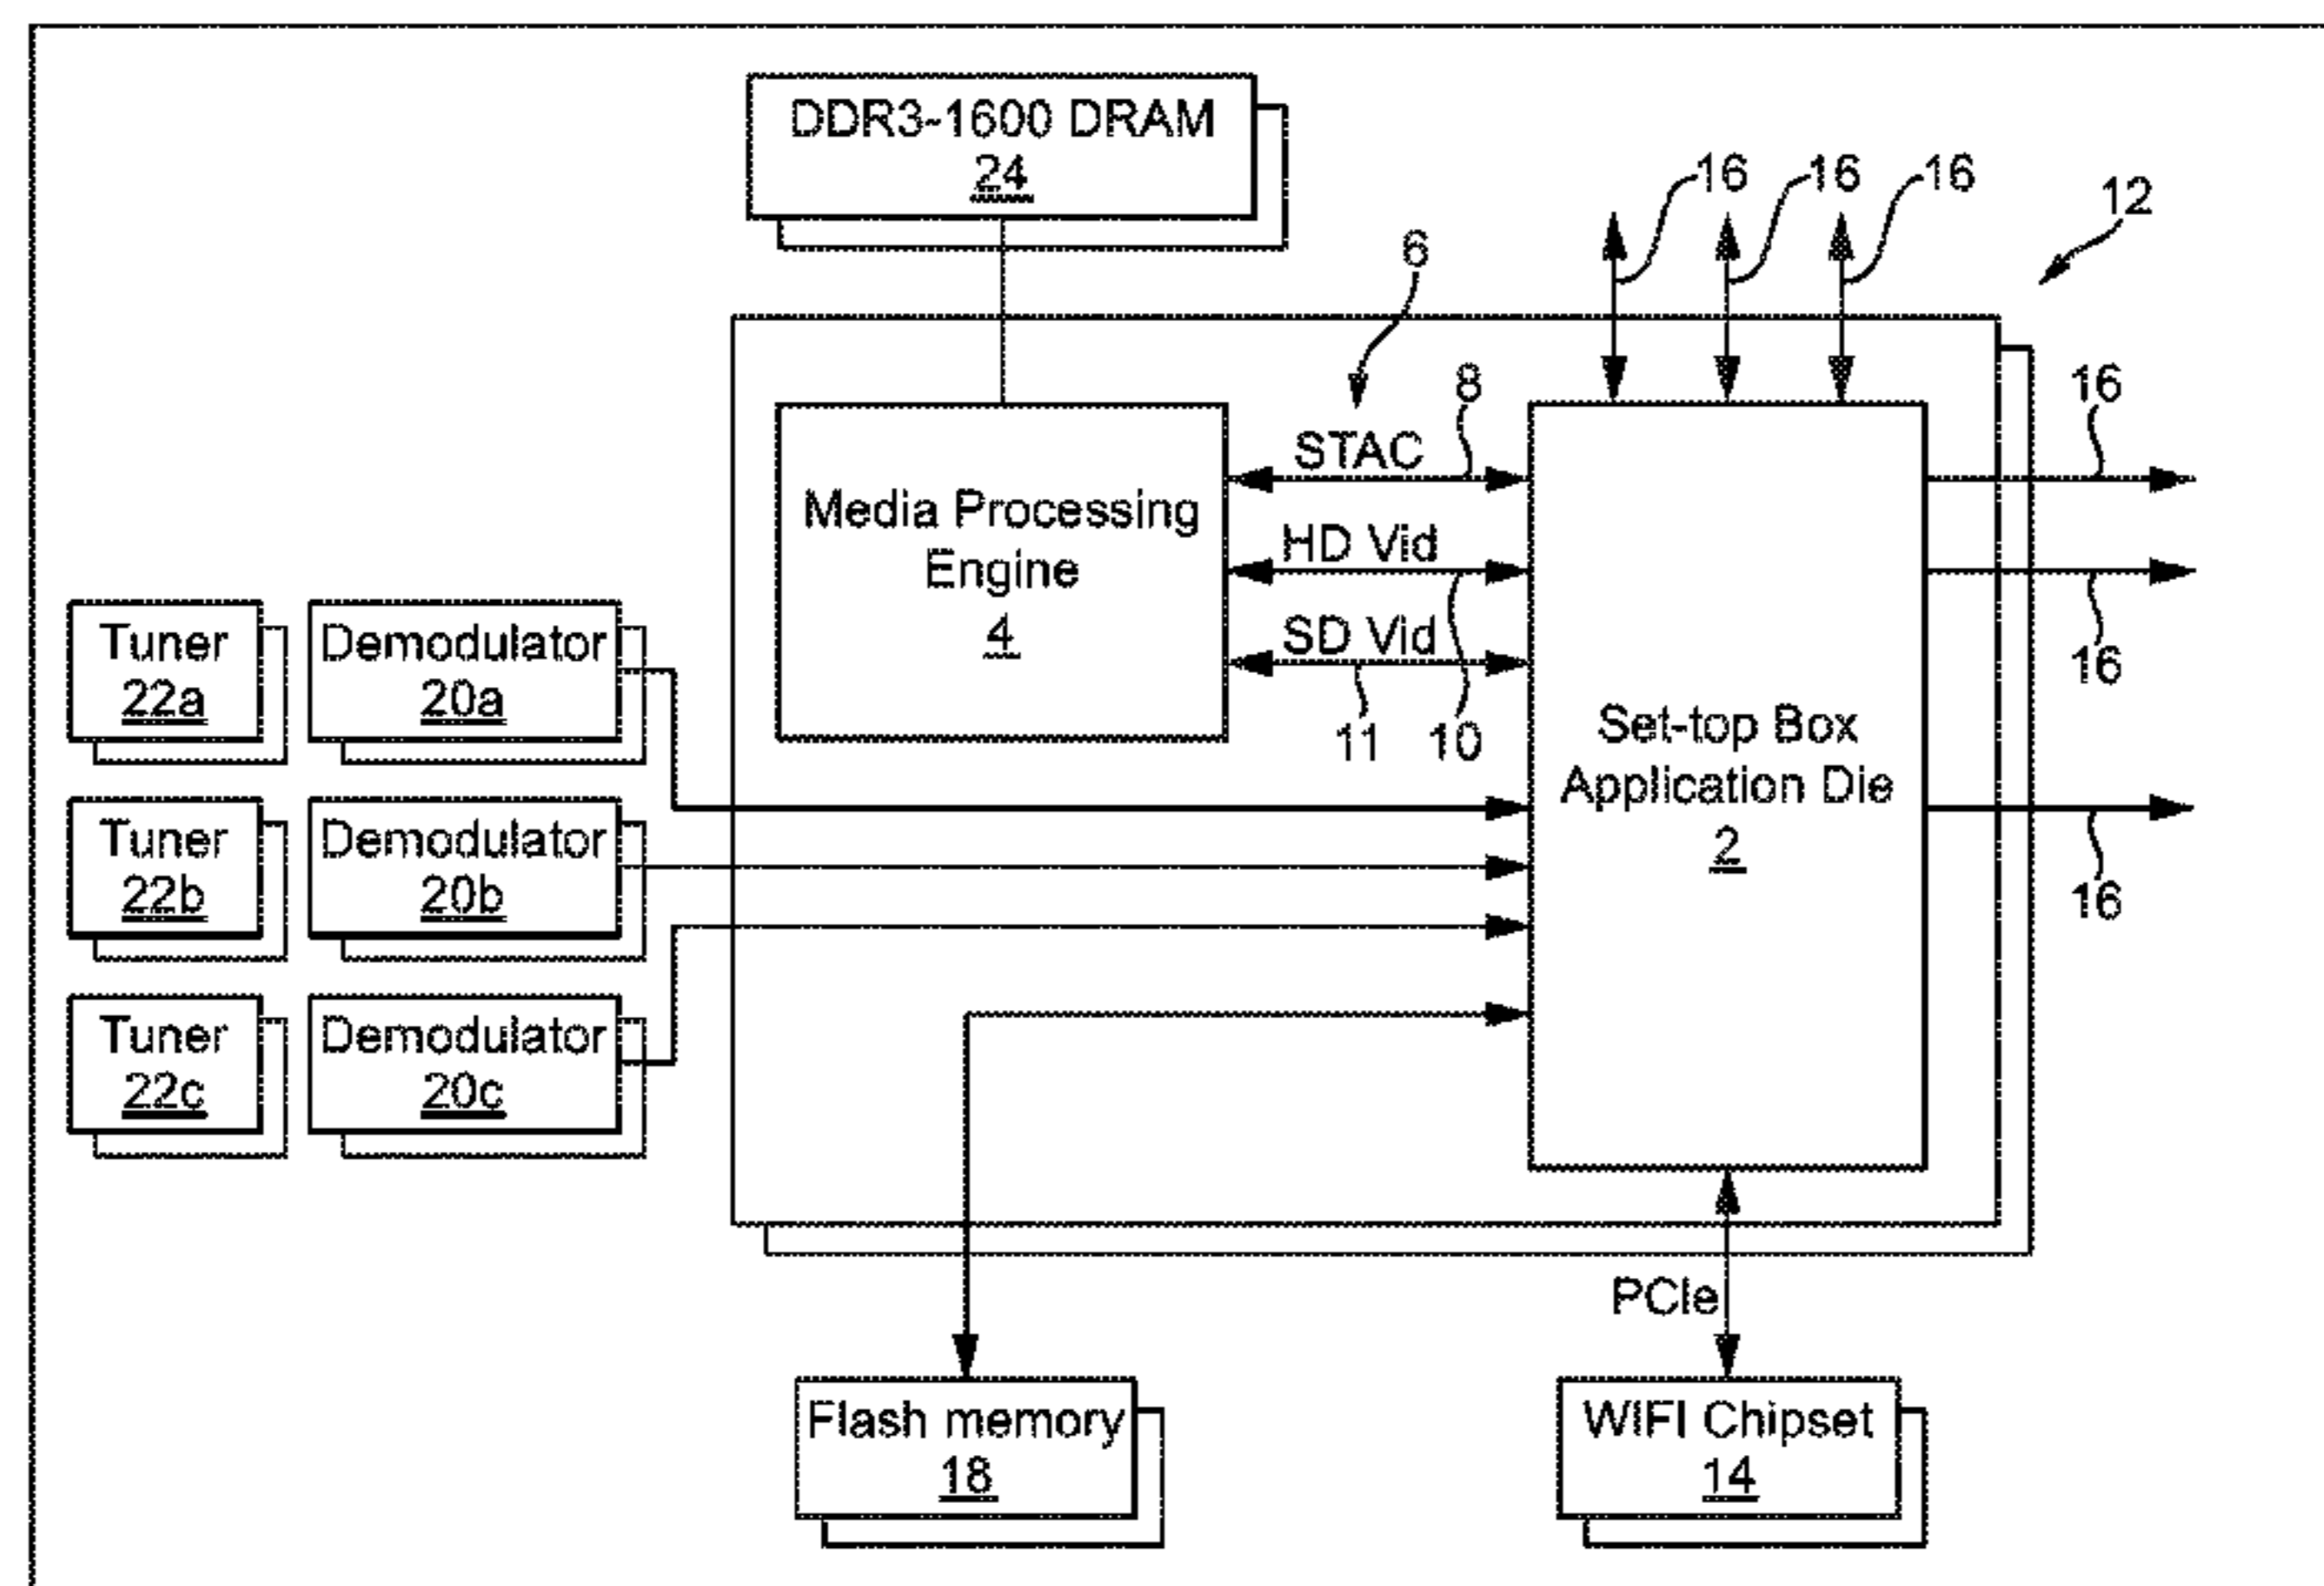 DDR3-1600 DRAM
24
16
16
16
12
6
8
16
STAC
Media Processing
Engine
4
HD Vid
SD Vid
11
10
16
Set-top Box
Application Die
2
16
Tuner
22a
Demodulator
20a
Tuner
22b
Demodulator
20b
Tuner
22c
Demodulator
20c
PCIe
Flash memory
18
WIFI Chipset
14